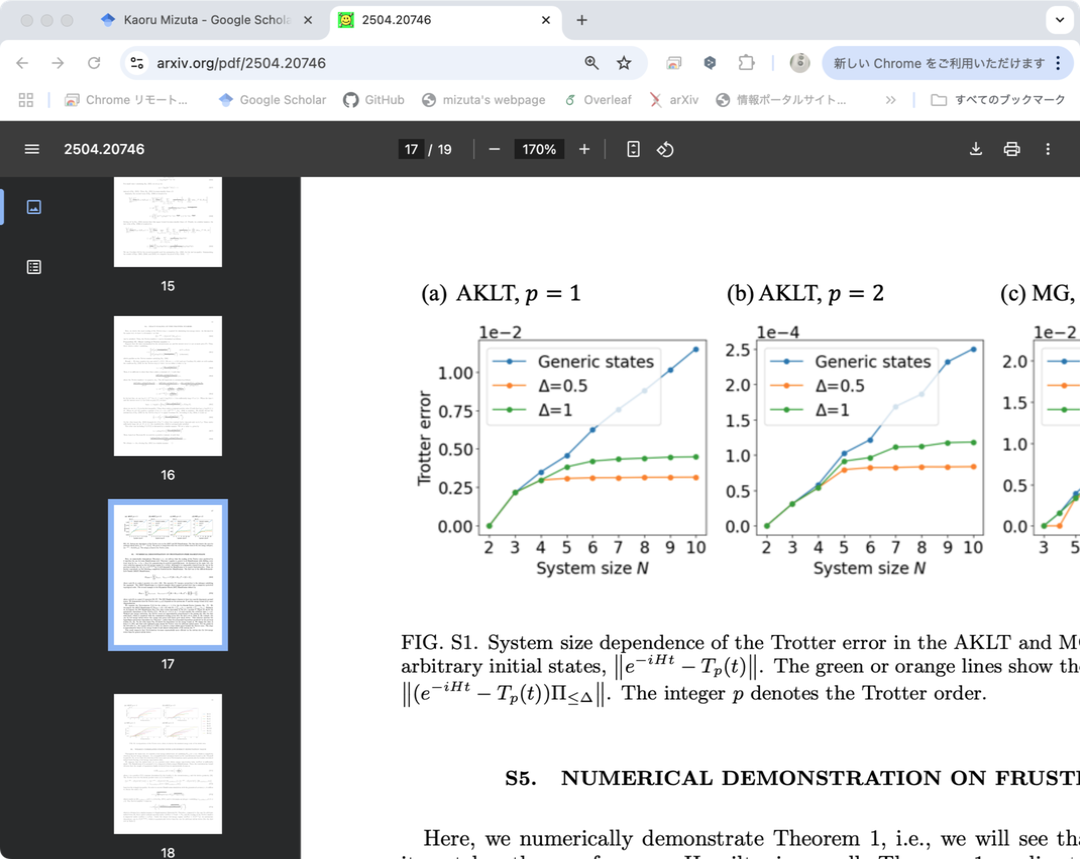 Kaoru Mizuta - Google Schola
2504.20746
arxiv.org/pdf/2504.20746
新しい Chrome をご利用いただけます
Chrome リモート...
Google Scholar
GitHub
mizuta's webpage
Overleaf
arXiv
情報ポータルサイト...
すべてのブックマーク
2504.20746
17 / 19
170%
15
16
17
18
(a) AKLT, p = 1
(b) AKLT, p = 2
(c) MG,
1e−2
Generic states
Δ=0.5
Δ=1
1.00
0.75
0.50
0.25
0.00
Trotter error
2 3 4 5 6 7 8 9 10
System size N
1e−4
Generic states
Δ=0.5
Δ=1
2.5
2.0
1.5
1.0
0.5
0.0
2 3 4 5 6 7 8 9 10
System size N
1e−2
2.0
1.5
1.0
0.5
0.0
3 5
FIG. S1. System size dependence of the Trotter error in the AKLT and MG
arbitrary initial states, ‖e^{−iHt} − T_p(t)‖. The green or orange lines show the
‖(e^{−iHt} − T_p(t))Π_{≤Δ}‖. The integer p denotes the Trotter order.
S5. NUMERICAL DEMONSTRATION ON FRUSTR
Here, we numerically demonstrate Theorem 1, i.e., we will see tha